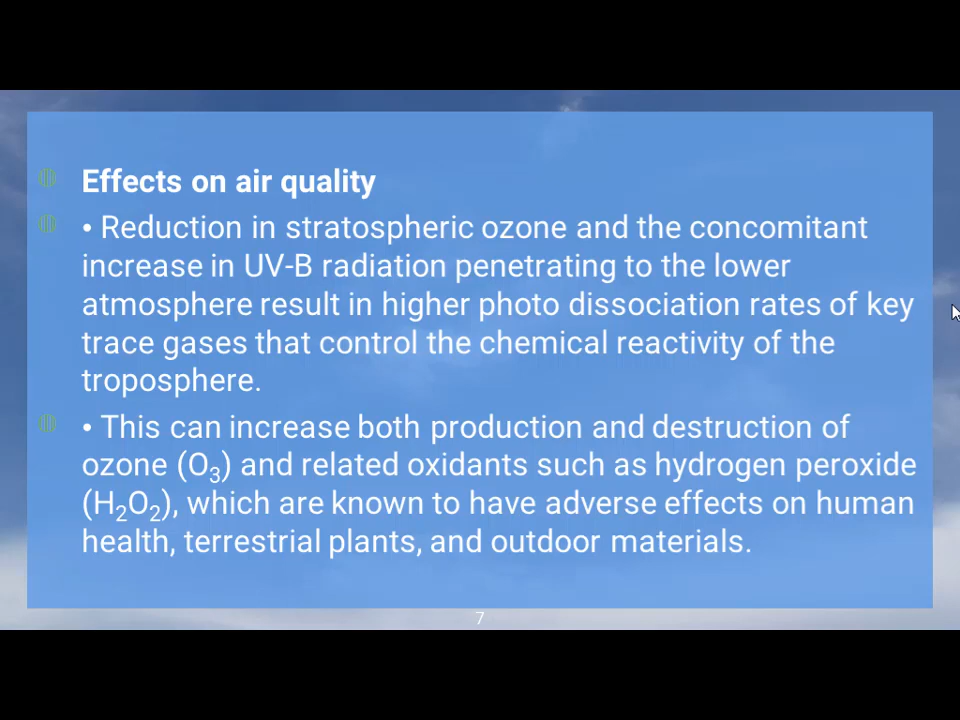 Effects on air quality
• Reduction in stratospheric ozone and the concomitant
increase in UV-B radiation penetrating to the lower
atmosphere result in higher photo dissociation rates of key
trace gases that control the chemical reactivity of the
troposphere.
• This can increase both production and destruction of
ozone (O₃) and related oxidants such as hydrogen peroxide
(H₂O₂), which are known to have adverse effects on human
health, terrestrial plants, and outdoor materials.
7